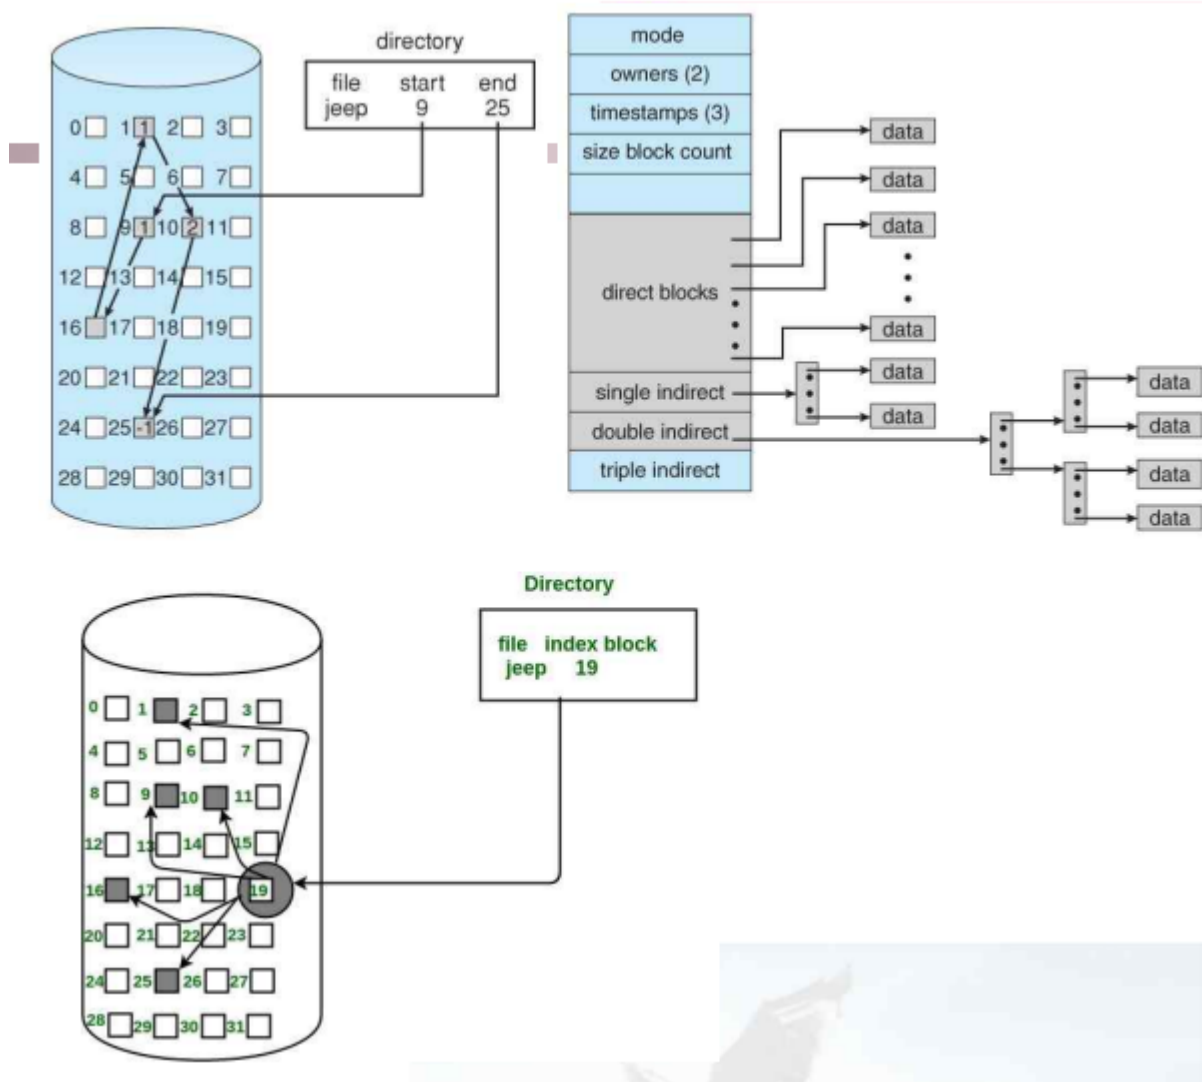 directory
file start end
jeep 9 25
0 1 1 2 3
4 5 6 7
8 9 1 10 2 11
12 13 14 15
16 17 18 19
20 21 22 23
24 25 -1 26 27
28 29 30 31
mode
owners (2)
timestamps (3)
size block count
direct blocks
single indirect
double indirect
triple indirect
data
data
data
data
data
data
data
data
data
data
Directory
file index block
jeep 19
0 1 2 3
4 5 6 7
8 9 10 11
12 13 14 15
16 17 18 19
20 21 22 23
24 25 26 27
28 29 30 31